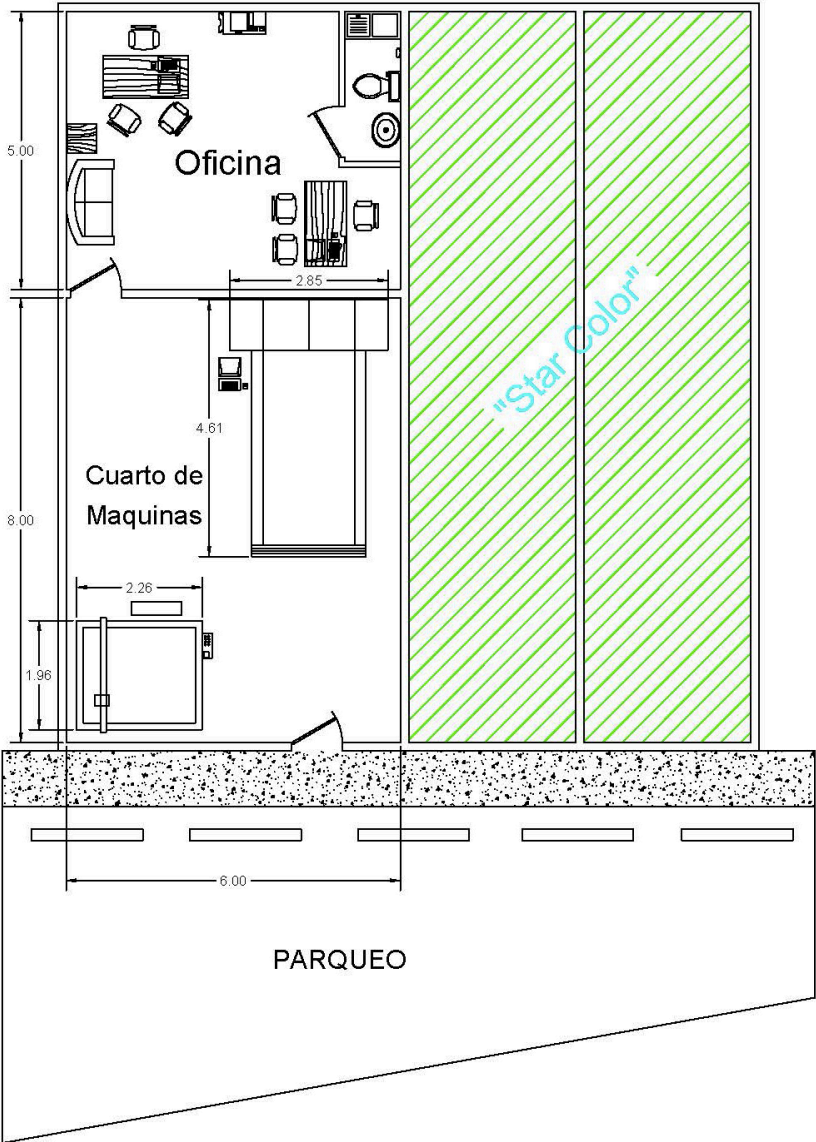 5.00
Oficina
2.85
"Star Color"
4.61
Cuarto de
Maquinas
8.00
2.26
1.96
6.00
PARQUEO